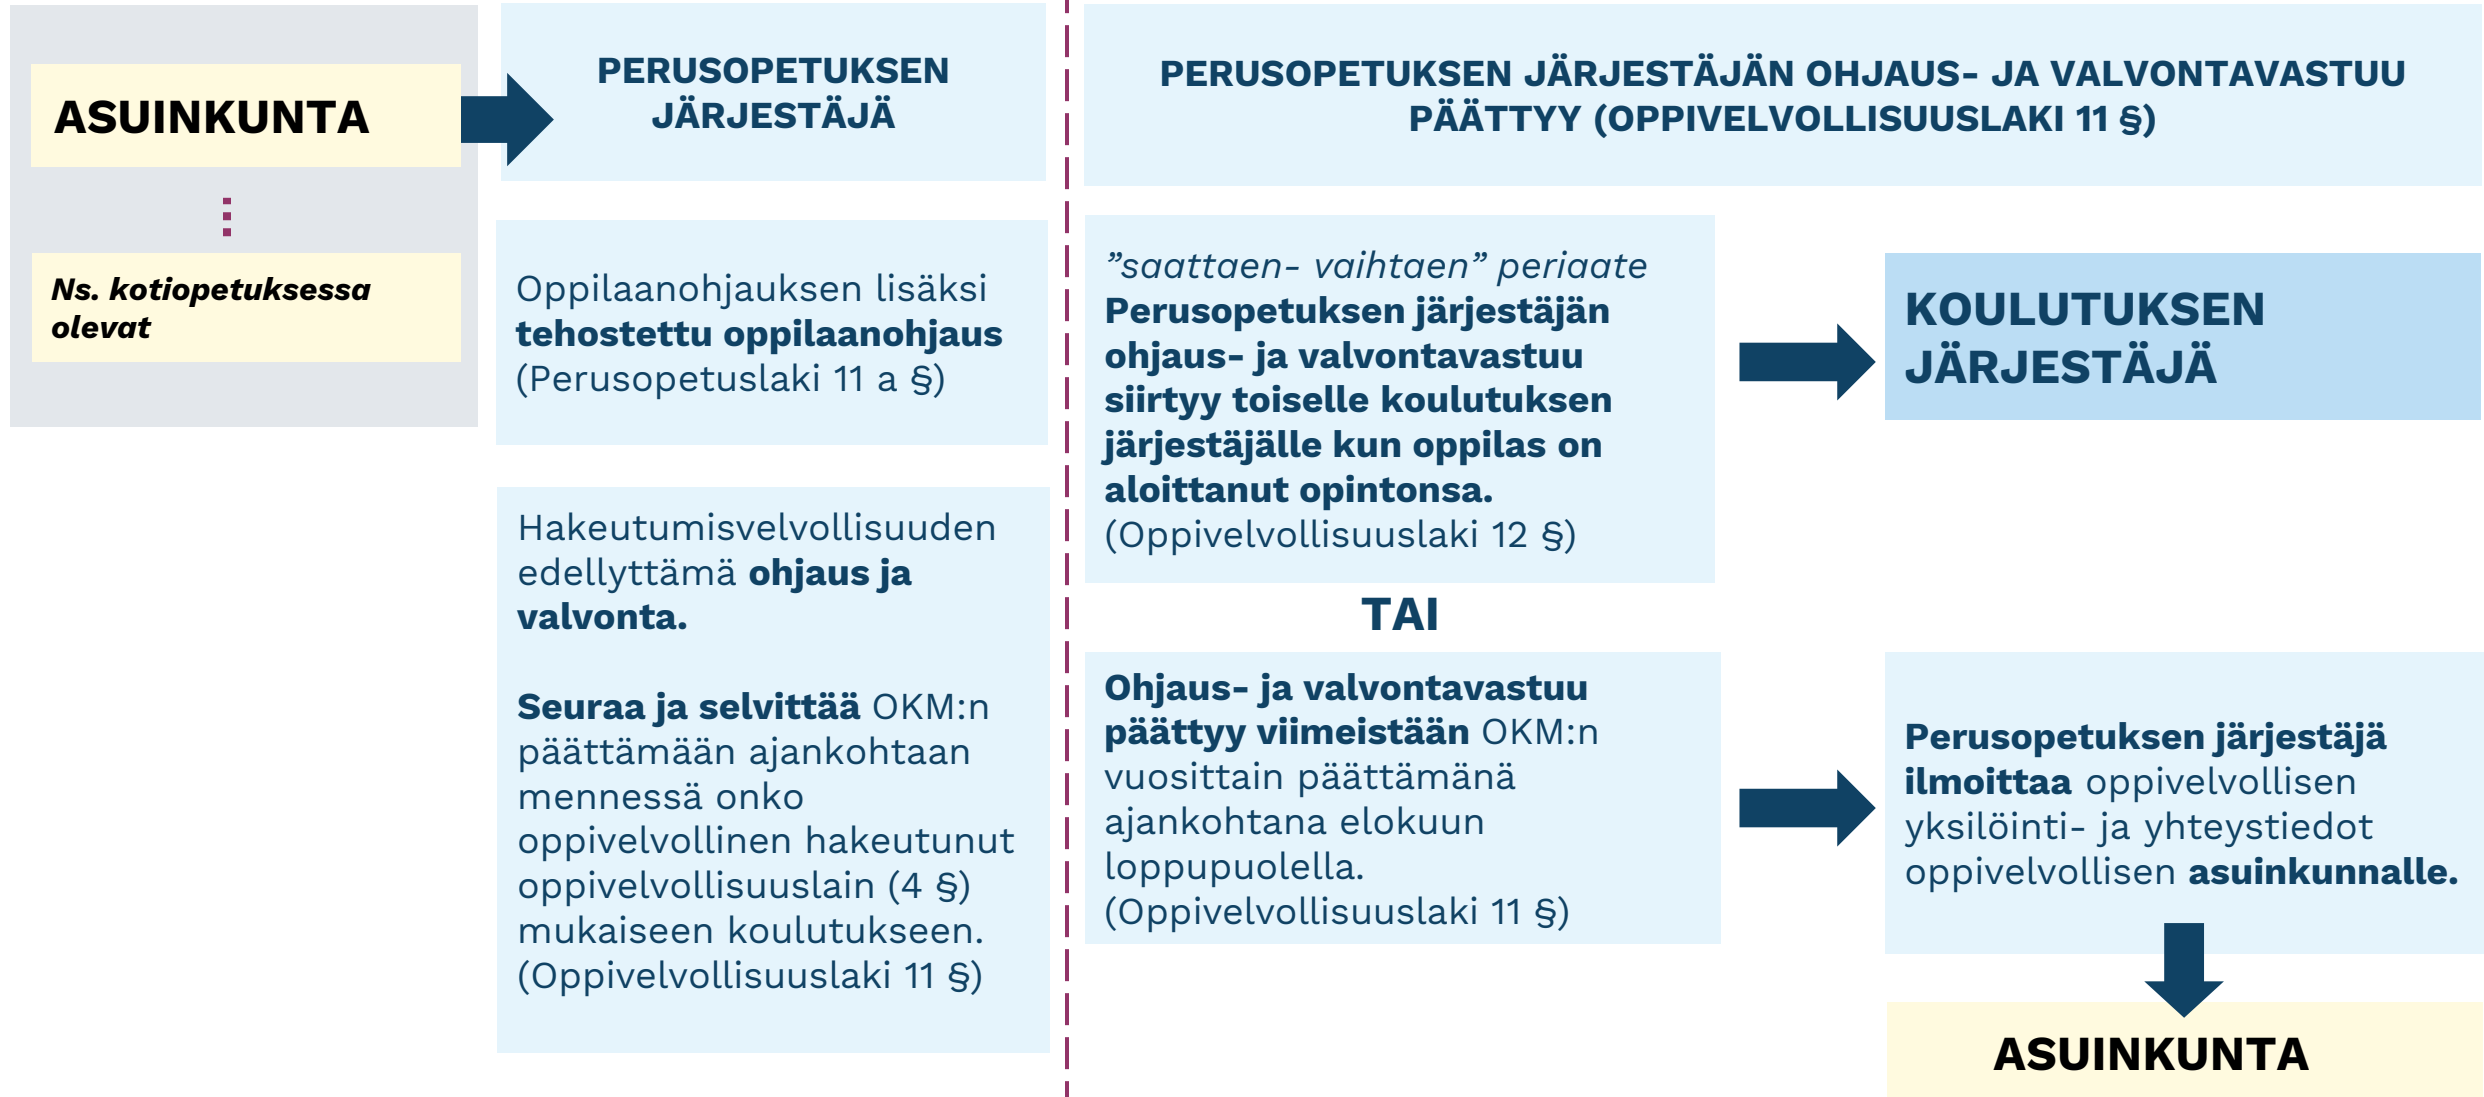 ASUINKUNTA
Ns. kotiopetuksessa
olevat
PERUSOPETUKSEN
JÄRJESTÄJÄ
Oppilaanohjauksen lisäksi
tehostettu oppilaanohjaus
(Perusopetuslaki 11 a §)
Hakeutumisvelvollisuuden
edellyttämä ohjaus ja
valvonta.
Seuraa ja selvittää OKM:n
päättämään ajankohtaan
mennessä onko
oppivelvollinen hakeutunut
oppivelvollisuuslain (4 §)
mukaiseen koulutukseen.
(Oppivelvollisuuslaki 11 §)
PERUSOPETUKSEN JÄRJESTÄJÄN OHJAUS- JA VALVONTAVASTUU
PÄÄTTYY (OPPIVELVOLLISUUSLAKI 11 §)
”saattaen- vaihtaen” periaate
Perusopetuksen järjestäjän
ohjaus- ja valvontavastuu
siirtyy toiselle koulutuksen
järjestäjälle kun oppilas on
aloittanut opintonsa.
(Oppivelvollisuuslaki 12 §)
KOULUTUKSEN
JÄRJESTÄJÄ
TAI
Ohjaus- ja valvontavastuu
päättyy viimeistään OKM:n
vuosittain päättämänä
ajankohtana elokuun
loppupuolella.
(Oppivelvollisuuslaki 11 §)
Perusopetuksen järjestäjä
ilmoittaa oppivelvollisen
yksilöinti- ja yhteystiedot
oppivelvollisen asuinkunnalle.
ASUINKUNTA